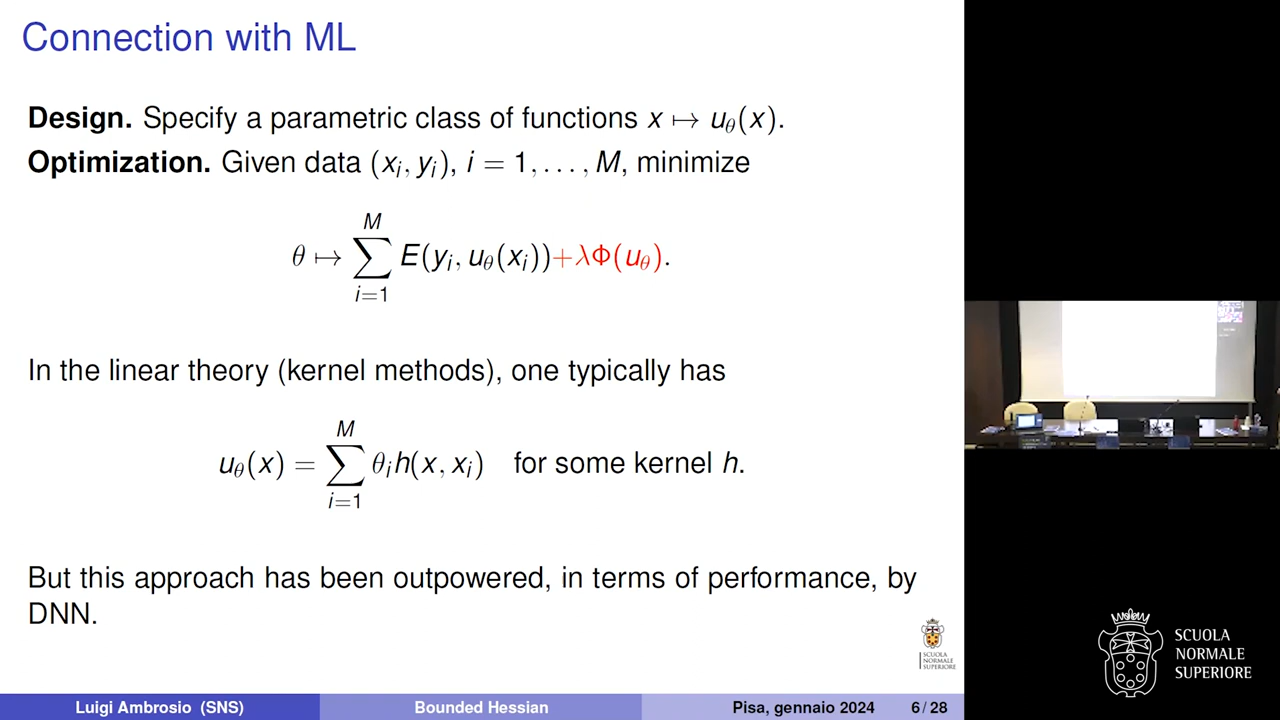 Connection with ML
Design. Specify a parametric class of functions x ↦ u_θ(x).
Optimization. Given data (x_i, y_i), i = 1, . . . , M, minimize
θ ↦ ∑_{i=1}^{M} E(y_i, u_θ(x_i))+λΦ(u_θ).
In the linear theory (kernel methods), one typically has
u_θ(x) = ∑_{i=1}^{M} θ_i h(x, x_i) for some kernel h.
But this approach has been outpowered, in terms of performance, by
DNN.
SCUOLA
NORMALE
SUPERIORE
Luigi Ambrosio (SNS) Bounded Hessian Pisa, gennaio 2024 6 / 28
SCUOLA
NORMALE
SUPERIORE